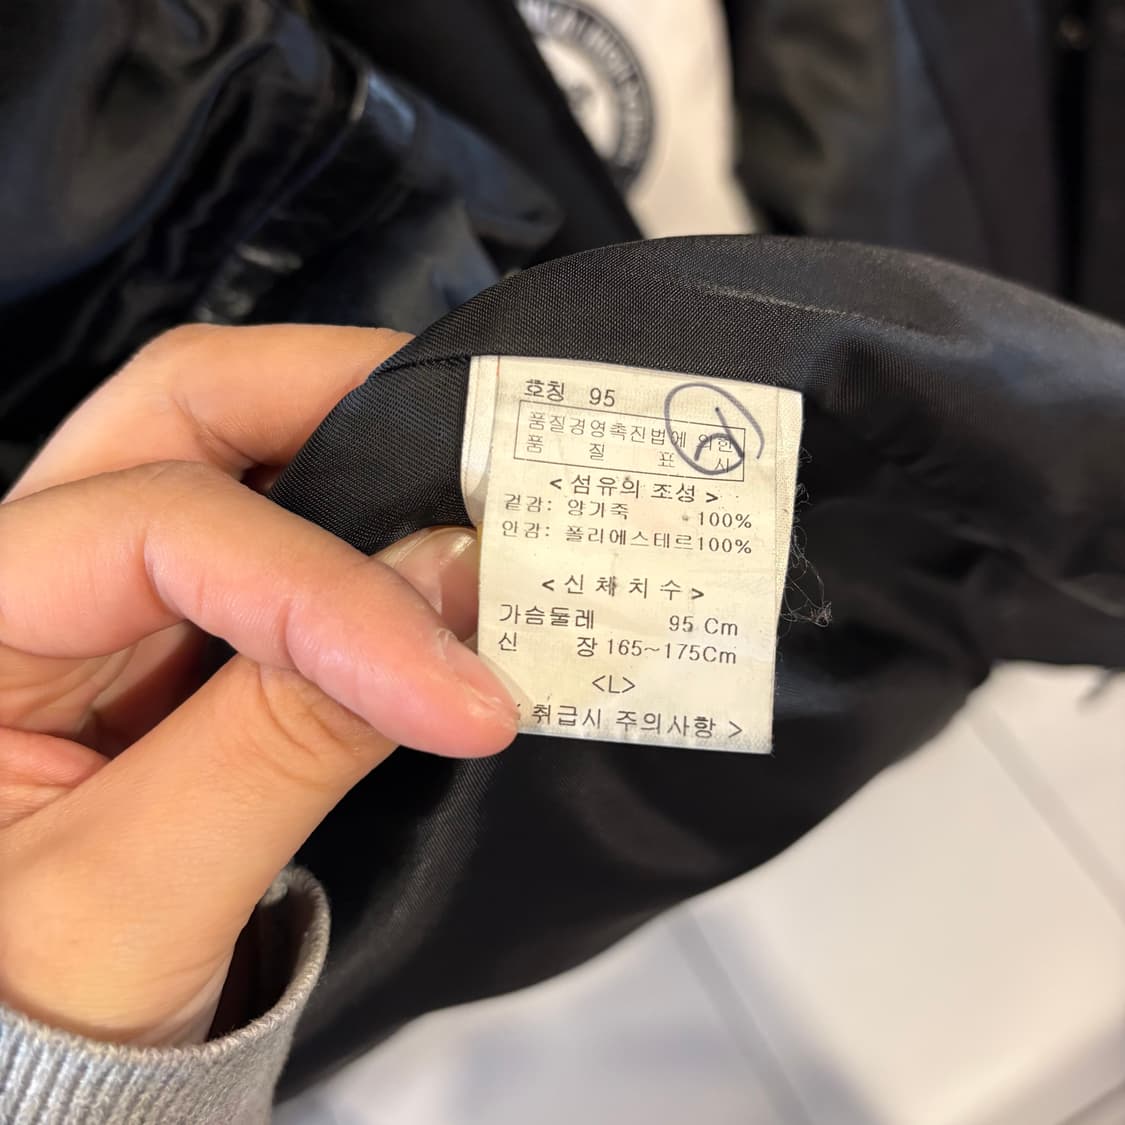 호칭 95
품질경영촉진법에 의한
품 질 표 시
<섬유의 조성>
겉감: 양가죽 100%
안감: 폴리에스테르100%
<신체치수>
가슴둘레 95 Cm
신 장 165~175Cm
<L>
< 취급시 주의사항 >